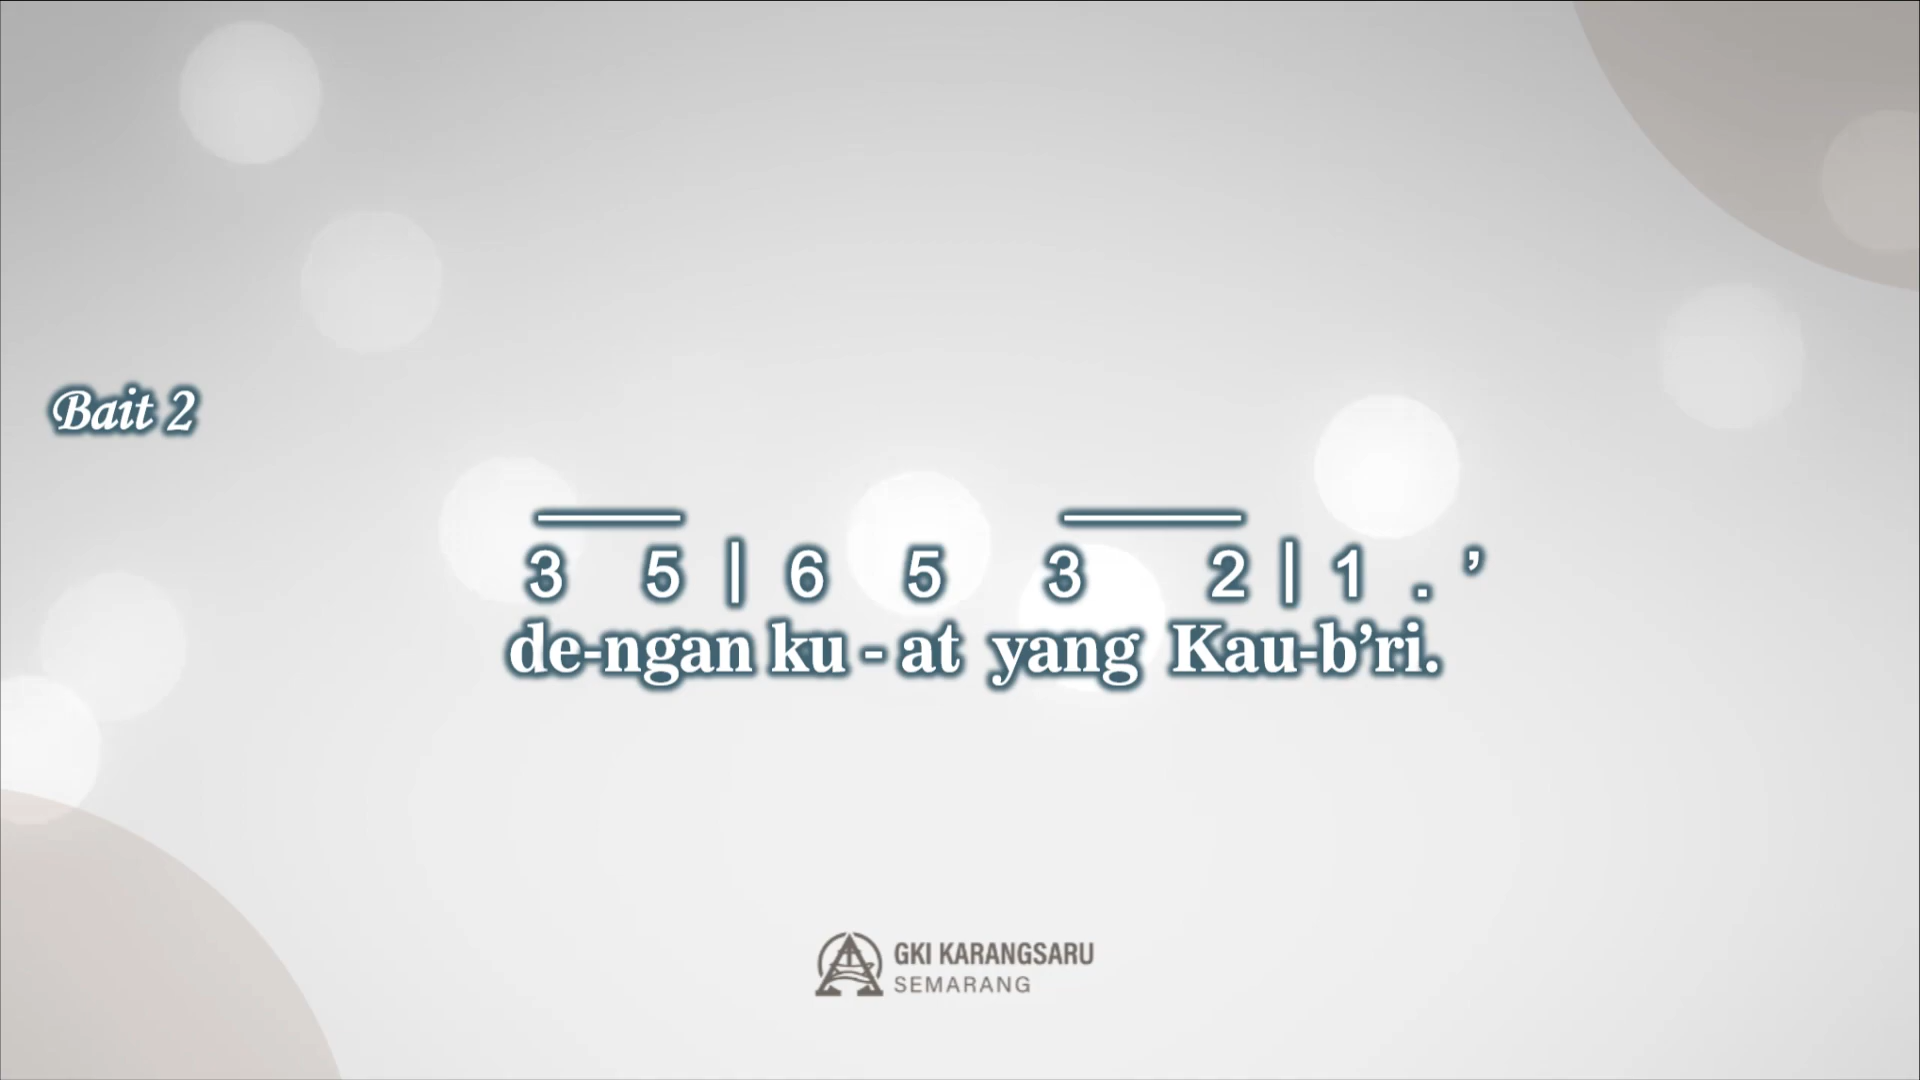 Bait 2
3 5 | 6 5 3 2 | 1 . ’
de-ngan ku - at yang Kau-b’ri.
GKI KARANGSARU
SEMARANG